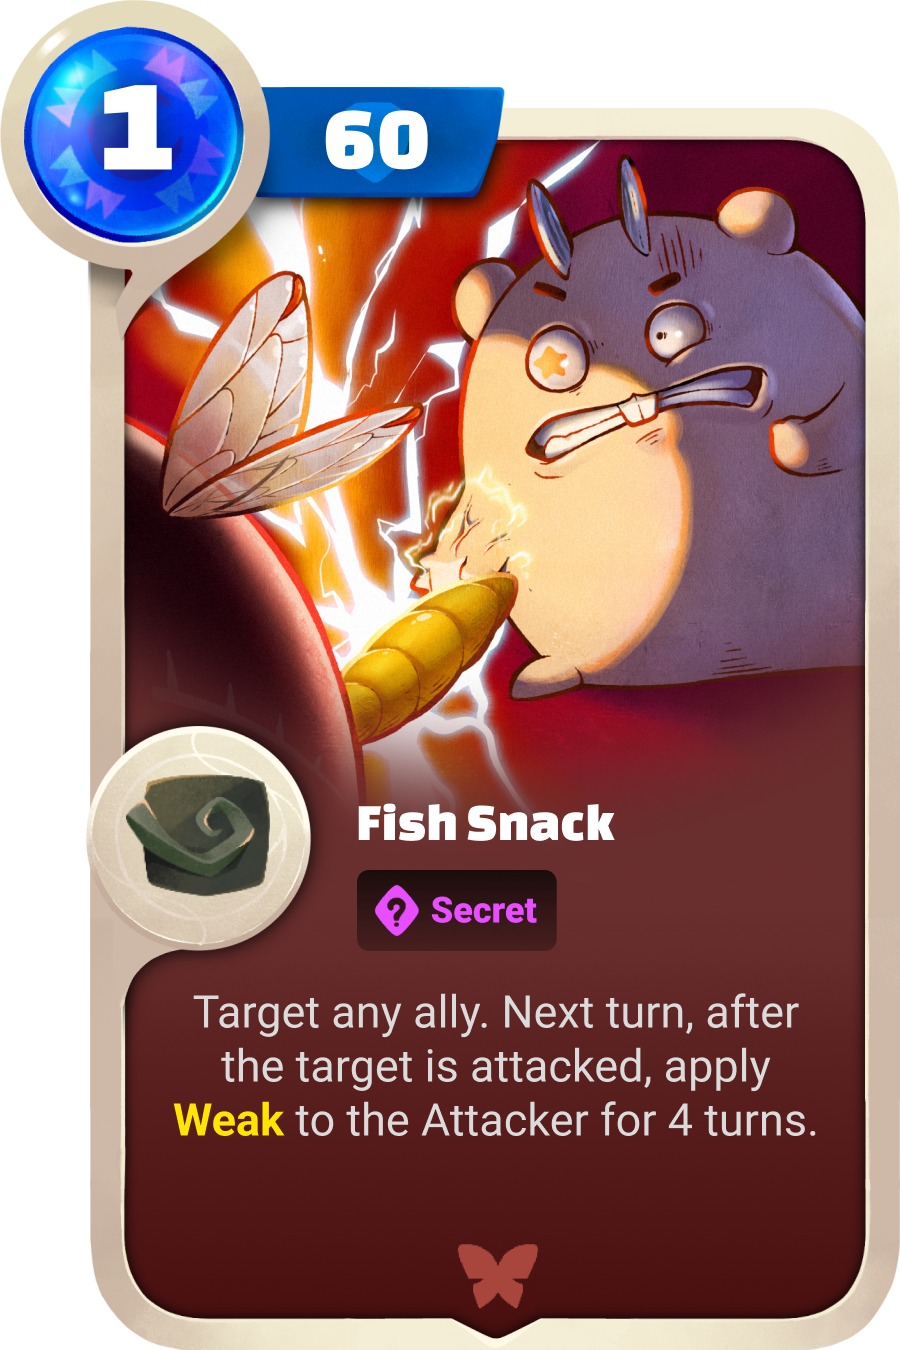 1
60
Fish Snack
? Secret
Target any ally. Next turn, after
the target is attacked, apply
Weak to the Attacker for 4 turns.